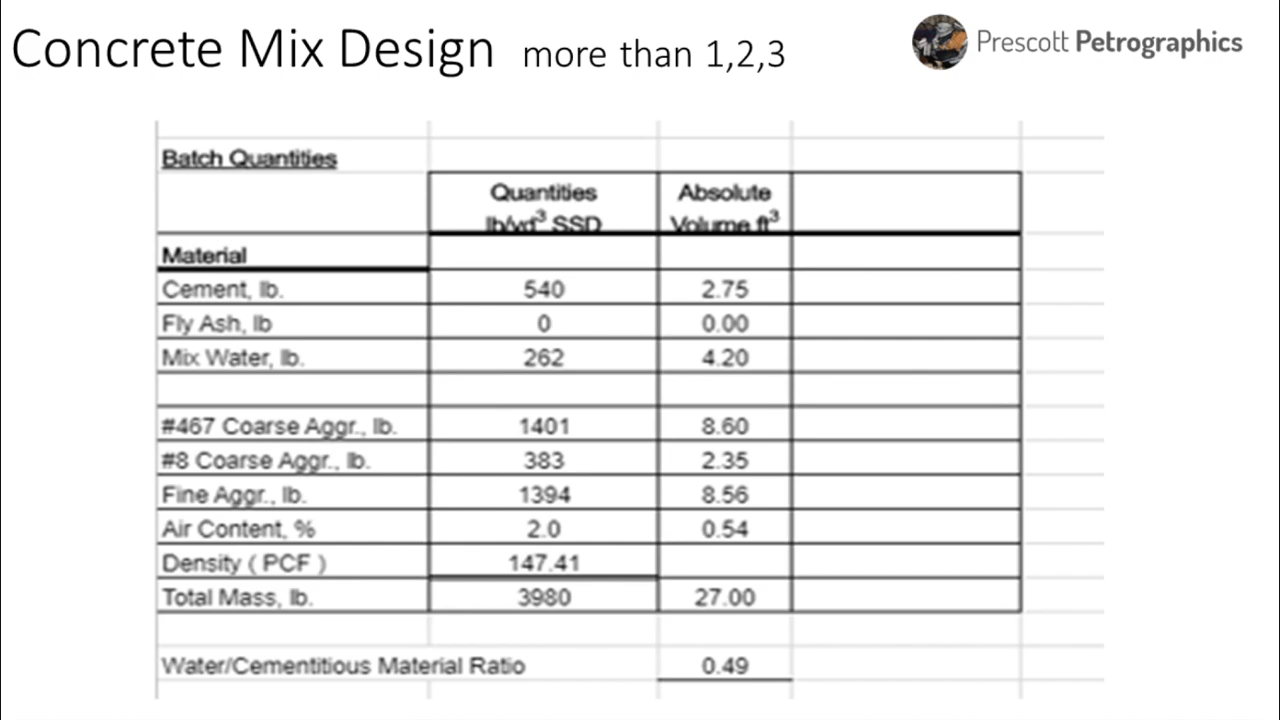 Concrete Mix Design more than 1,2,3
Prescott Petrographics
Batch Quantities
Quantities Absolute
lb/yd³ SSD Volume ft³
Material
Cement, lb. 540 2.75
Fly Ash, lb 0 0.00
Mix Water, lb. 262 4.20
#467 Coarse Aggr., lb. 1401 8.60
#8 Coarse Aggr., lb. 383 2.35
Fine Aggr., lb. 1394 8.56
Air Content, % 2.0 0.54
Density ( PCF ) 147.41
Total Mass, lb. 3980 27.00
Water/Cementitious Material Ratio 0.49